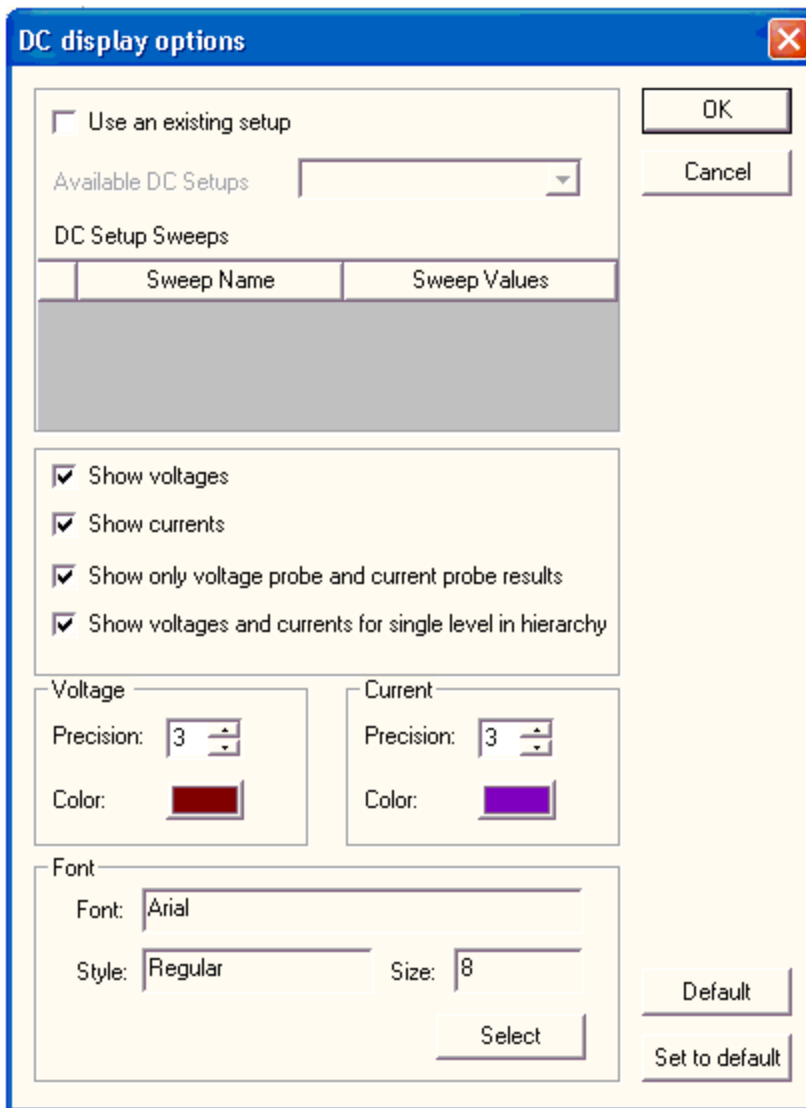 DC display options
Use an existing setup
OK
Available DC Setups
Cancel
DC Setup Sweeps
Sweep Name Sweep Values
Show voltages
Show currents
Show only voltage probe and current probe results
Show voltages and currents for single level in hierarchy
Voltage Current
Precision: 3 Precision: 3
Color: Color:
Font
Font: Arial
Style: Regular Size: 8
Default
Select
Set to default